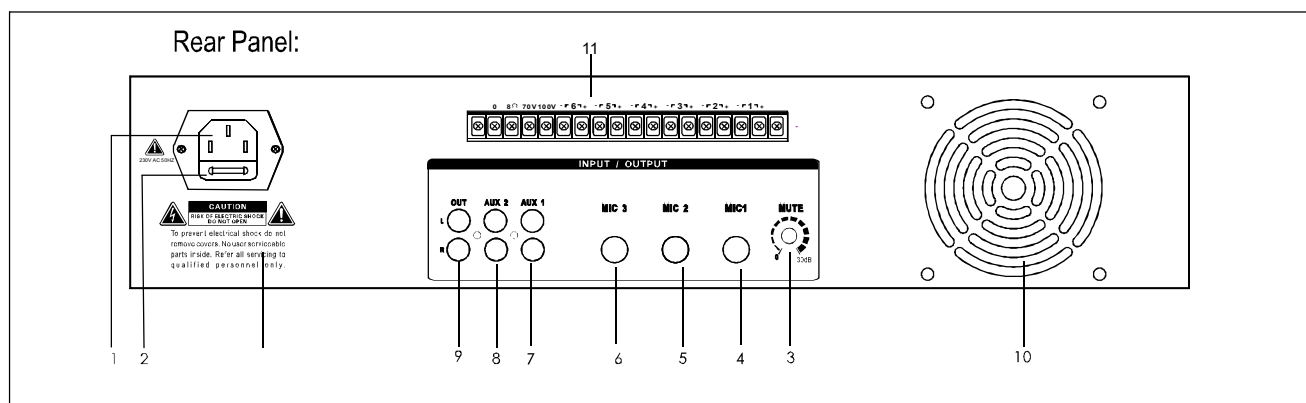 Rear Panel:
11
0 8Ω 70V 100V - 6 + - 5 + - 4 + - 3 + - 2 + - 1 +
INPUT / OUTPUT
230V AC 50HZ
CAUTION
RISK OF ELECTRIC SHOCK
DO NOT OPEN
To prevent electrical shock do not
remove covers. No user serviceable
parts inside. Refer all servicing to
qualified personnel only.
OUT AUX 2 AUX 1 MIC 3 MIC 2 MIC1 MUTE
L
R
0 30dB
1 2 9 8 7 6 5 4 3 10